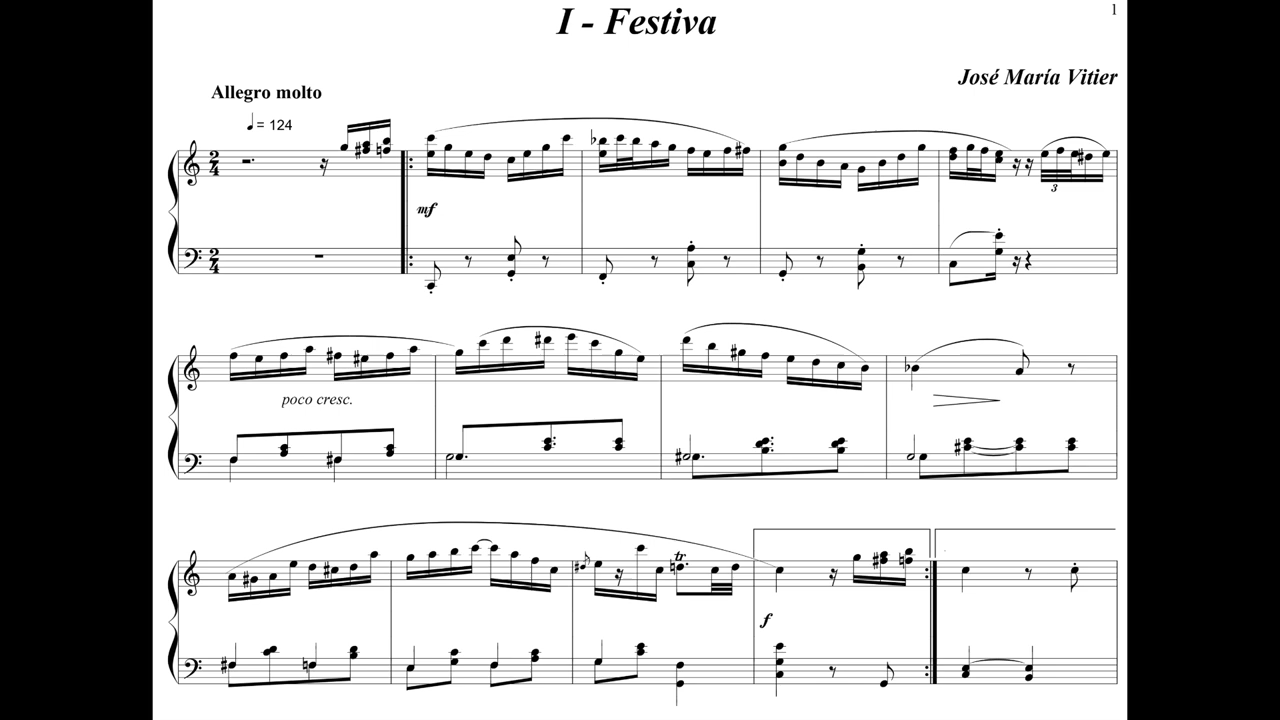 1
I - Festiva
José María Vitier
Allegro molto
♩ = 124
mf
3
poco cresc.
tr
f